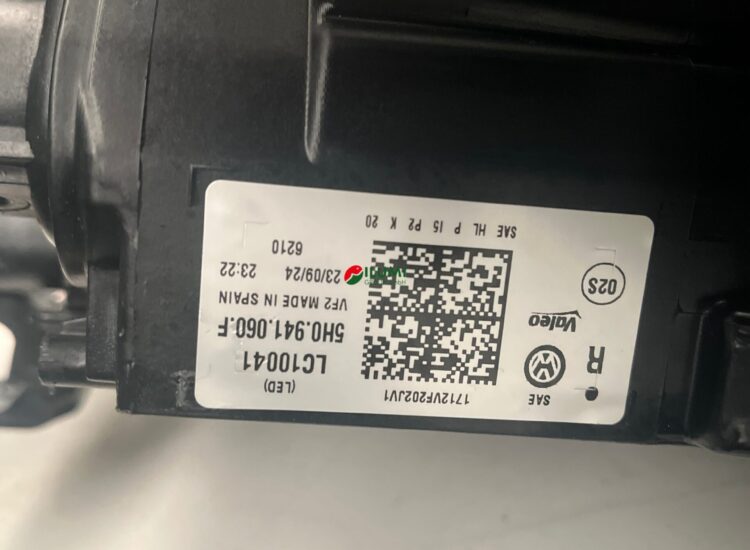 1712VF202JV1
SAE
R
Valeo
02S
(LED)
LC10041
5H0.941.060.F
VF2 MADE IN SPAIN
23/09/24 23:22
6210
SAE HL P I5 P2 K 20